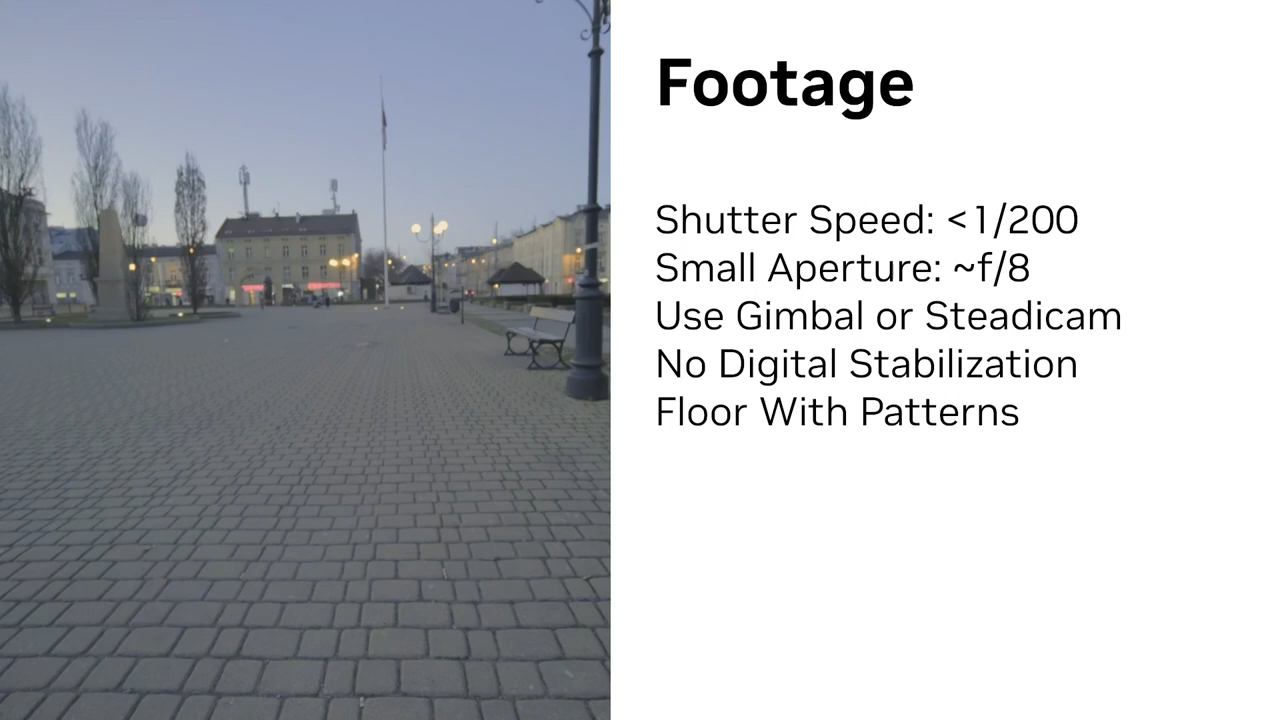 Footage
Shutter Speed: <1/200
Small Aperture: ~f/8
Use Gimbal or Steadicam
No Digital Stabilization
Floor With Patterns